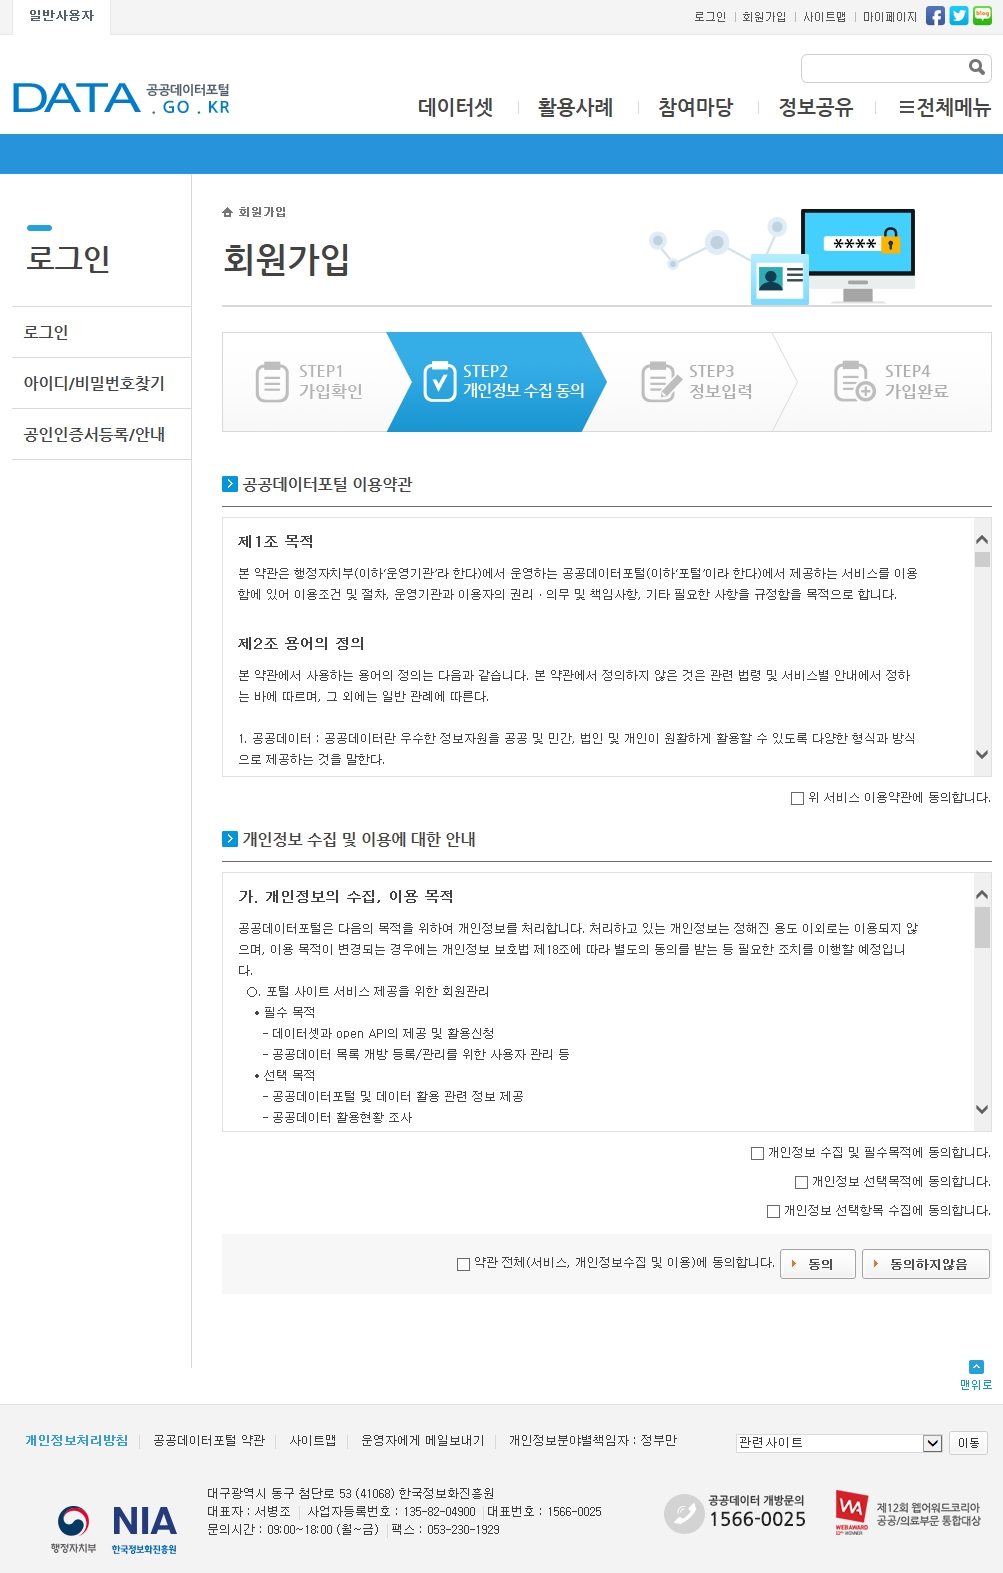 일반사용자
로그인 회원가입 사이트맵 마이페이지
DATA 공공데이터포털
.GO.KR
데이터셋 활용사례 참여마당 정보공유 전체메뉴
로그인
로그인
아이디/비밀번호찾기
공인인증서등록/안내
회원가입
회원가입
****
STEP1
가입확인
STEP2
개인정보 수집 동의
STEP3
정보입력
STEP4
가입완료
공공데이터포털 이용약관
제1조 목적
본 약관은 행정자치부(이하‘운영기관’라 한다)에서 운영하는 공공데이터포털(이하‘포털’이라 한다)에서 제공하는 서비스를 이용
함에 있어 이용조건 및 절차, 운영기관과 이용자의 권리 · 의무 및 책임사항, 기타 필요한 사항을 규정함을 목적으로 합니다.
제2조 용어의 정의
본 약관에서 사용하는 용어의 정의는 다음과 같습니다. 본 약관에서 정의하지 않은 것은 관련 법령 및 서비스별 안내에서 정하
는 바에 따르며, 그 외에는 일반 관례에 따른다.
1. 공공데이터 : 공공데이터란 우수한 정보자원을 공공 및 민간, 법인 및 개인이 원활하게 활용할 수 있도록 다양한 형식과 방식
으로 제공하는 것을 말한다.
위 서비스 이용약관에 동의합니다.
개인정보 수집 및 이용에 대한 안내
가. 개인정보의 수집, 이용 목적
공공데이터포털은 다음의 목적을 위하여 개인정보를 처리합니다. 처리하고 있는 개인정보는 정해진 용도 이외로는 이용되지 않
으며, 이용 목적이 변경되는 경우에는 개인정보 보호법 제18조에 따라 별도의 동의를 받는 등 필요한 조치를 이행할 예정입니
다.
○. 포털 사이트 서비스 제공을 위한 회원관리
• 필수 목적
- 데이터셋과 open API의 제공 및 활용신청
- 공공데이터 목록 개방 등록/관리를 위한 사용자 관리 등
• 선택 목적
- 공공데이터포털 및 데이터 활용 관련 정보 제공
- 공공데이터 활용현황 조사
개인정보 수집 및 필수목적에 동의합니다.
개인정보 선택목적에 동의합니다.
개인정보 선택항목 수집에 동의합니다.
약관 전체(서비스, 개인정보수집 및 이용)에 동의합니다. 동의 동의하지않음
맨위로
개인정보처리방침 공공데이터포털 약관 사이트맵 운영자에게 메일보내기 개인정보분야별책임자 : 정부만
관련사이트 이동
대구광역시 동구 첨단로 53 (41068) 한국정보화진흥원
대표자 : 서병조 사업자등록번호 : 135-82-04900 대표번호 : 1566-0025
문의시간 : 09:00~18:00 (월~금) 팩스 : 053-230-1929
행정자치부
NIA
한국정보화진흥원
공공데이터 개방문의
1566-0025
WA
WEB AWARD
WINNER
제12회 웹어워드코리아
공공/의료부문 통합대상